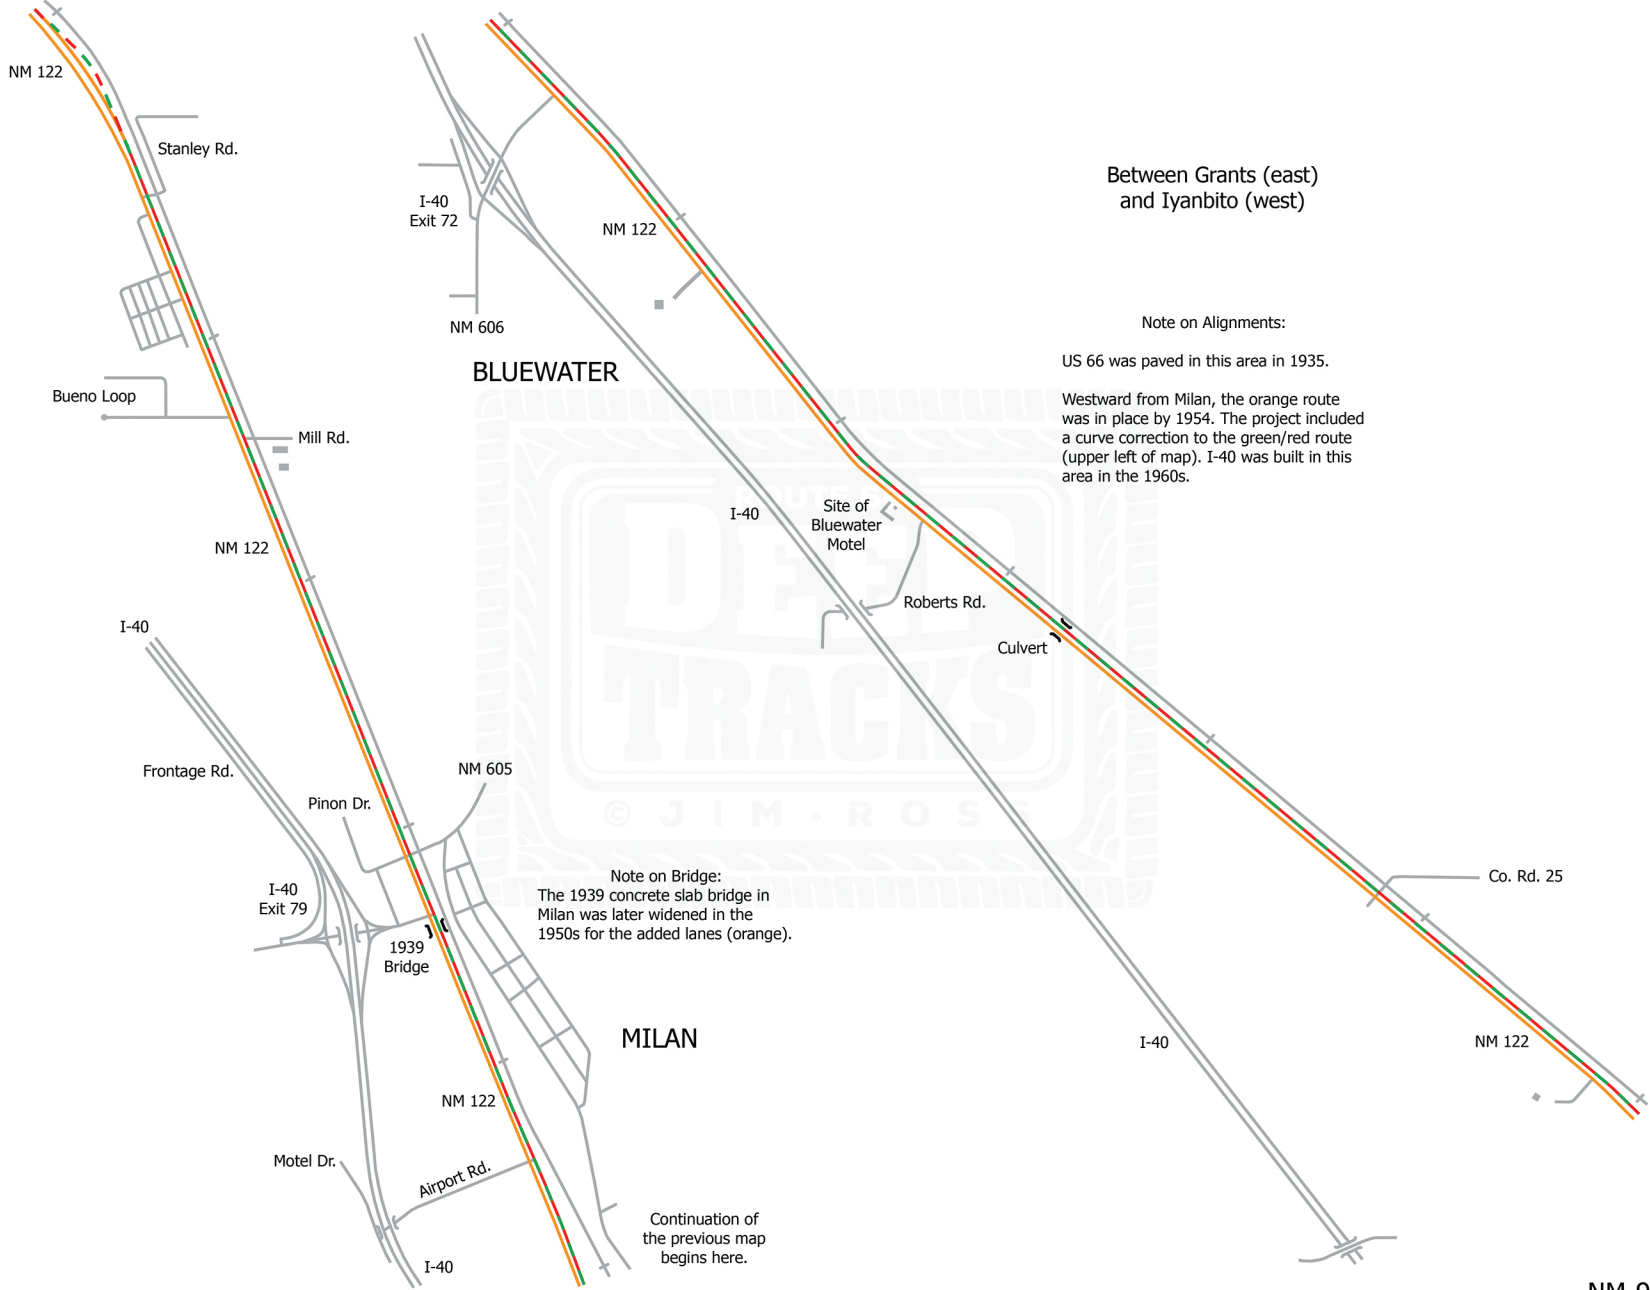 NM 122
Stanley Rd.
I-40
Exit 72
NM 122
Between Grants (east)
and Iyanbito (west)
NM 606
BLUEWATER
Note on Alignments:
US 66 was paved in this area in 1935.
Westward from Milan, the orange route
was in place by 1954. The project included
a curve correction to the green/red route
(upper left of map). I-40 was built in this
area in the 1960s.
Bueno Loop
Mill Rd.
NM 122
I-40
Site of
Bluewater
Motel
Roberts Rd.
Culvert
I-40
Frontage Rd.
NM 605
Pinon Dr.
ROUTE
DEEP
TRACKS
© JIM · ROSS
I-40
Exit 79
1939
Bridge
Note on Bridge:
The 1939 concrete slab bridge in
Milan was later widened in the
1950s for the added lanes (orange).
Co. Rd. 25
MILAN
I-40
NM 122
NM 122
Motel Dr.
Airport Rd.
Continuation of
the previous map
begins here.
I-40